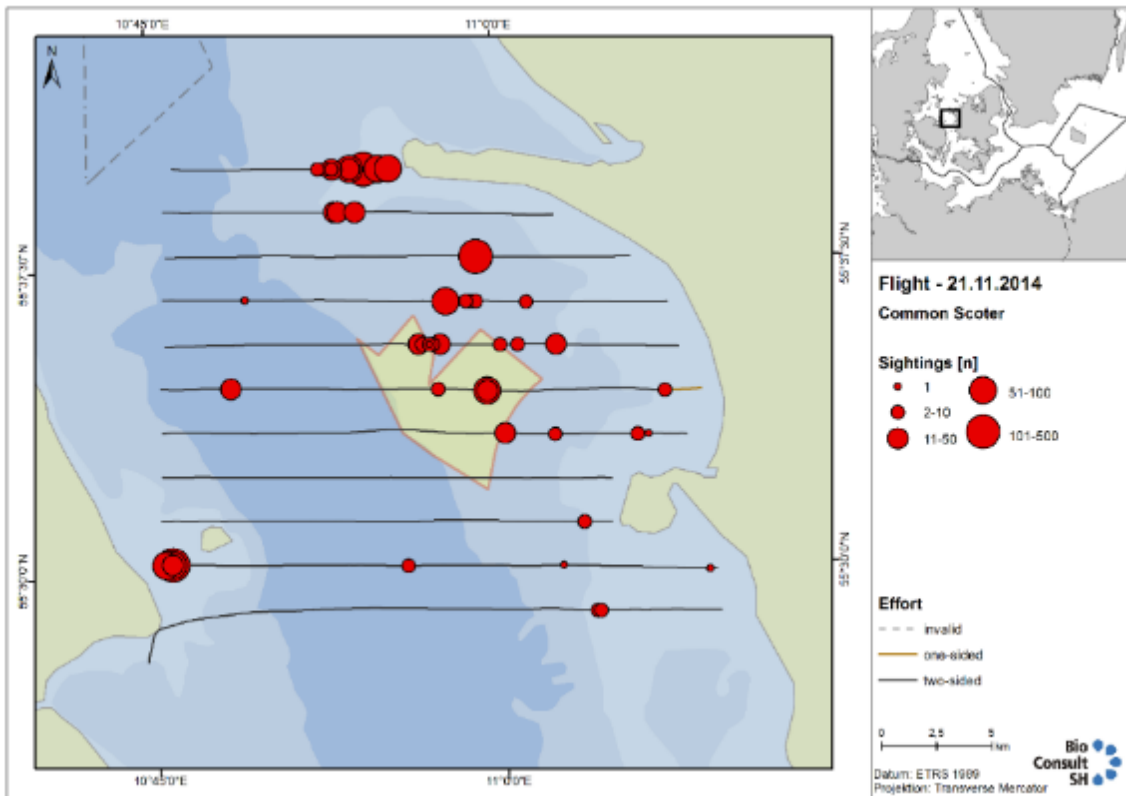 10°45'0"E 11°0'0"E
N
Flight - 21.11.2014
Common Scoter
Sightings [n]
1 51-100
2-10
11-50 101-500
55°30'0"N
55°30'0"N
Effort
invalid
one-sided
two-sided
0 2,5 5
km
Bio
Consult
SH
Datum: ETRS 1989
Projektion: Transverse Mercator
10°45'0"E 11°0'0"E